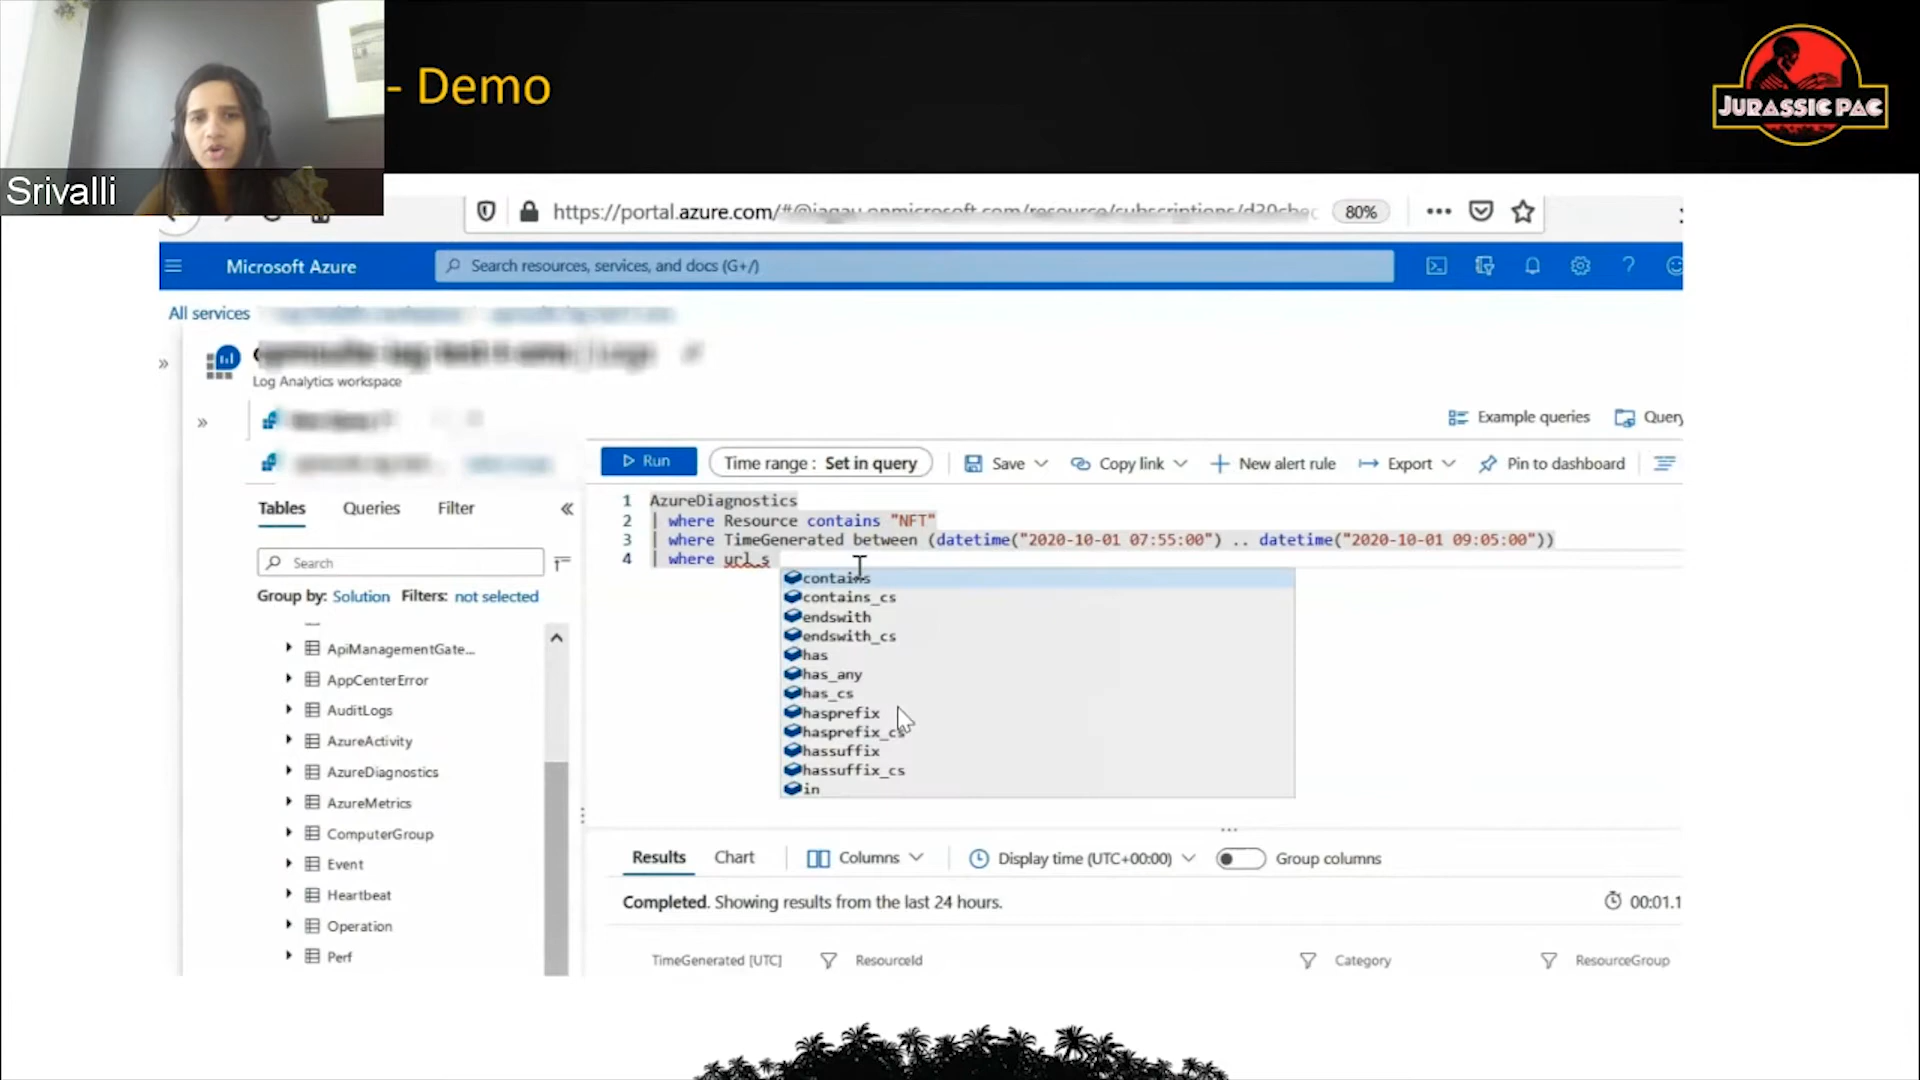 - Demo
JURASSIC PAC
Srivalli
https://portal.azure.com/#@jagau.onmicrosoft.com/resource/subscriptions/d30chec
80%
Microsoft Azure
Search resources, services, and docs (G+/)
All services
Log Analytics workspace
Example queries
Query
Run
Time range : Set in query
Save
Copy link
New alert rule
Export
Pin to dashboard
Tables
Queries
Filter
1 AzureDiagnostics
2 | where Resource contains "NFT"
3 | where TimeGenerated between (datetime("2020-10-01 07:55:00") .. datetime("2020-10-01 09:05:00"))
4 | where url_s
contains
contains_cs
endswith
endswith_cs
has
has_any
has_cs
hasprefix
hasprefix_cs
hassuffix
hassuffix_cs
in
Search
Group by: Solution Filters: not selected
ApiManagementGate...
AppCenterError
AuditLogs
AzureActivity
AzureDiagnostics
AzureMetrics
ComputerGroup
Event
Heartbeat
Operation
Perf
Results
Chart
Columns
Display time (UTC+00:00)
Group columns
Completed. Showing results from the last 24 hours.
00:01.1
TimeGenerated [UTC]
ResourceId
Category
ResourceGroup